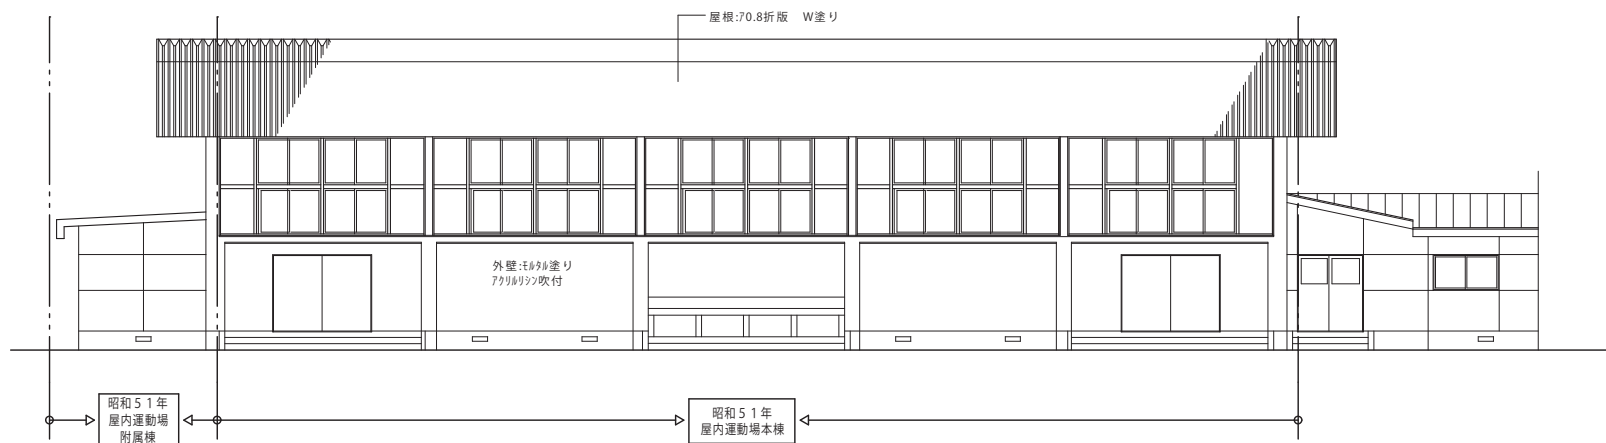 屋根:70.8折版　W塗り
外壁:ﾓﾙﾀﾙ塗り
ｱｸﾘﾙﾘｼﾝ吹付
昭和５１年
屋内運動場
附属棟
昭和５１年
屋内運動場本棟